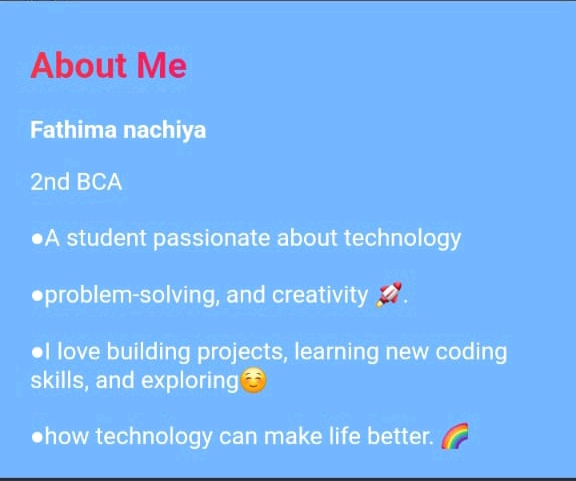 About Me
Fathima nachiya
2nd BCA
●A student passionate about technology
●problem-solving, and creativity 🚀.
●I love building projects, learning new coding
skills, and exploring☺️
●how technology can make life better. 🌈